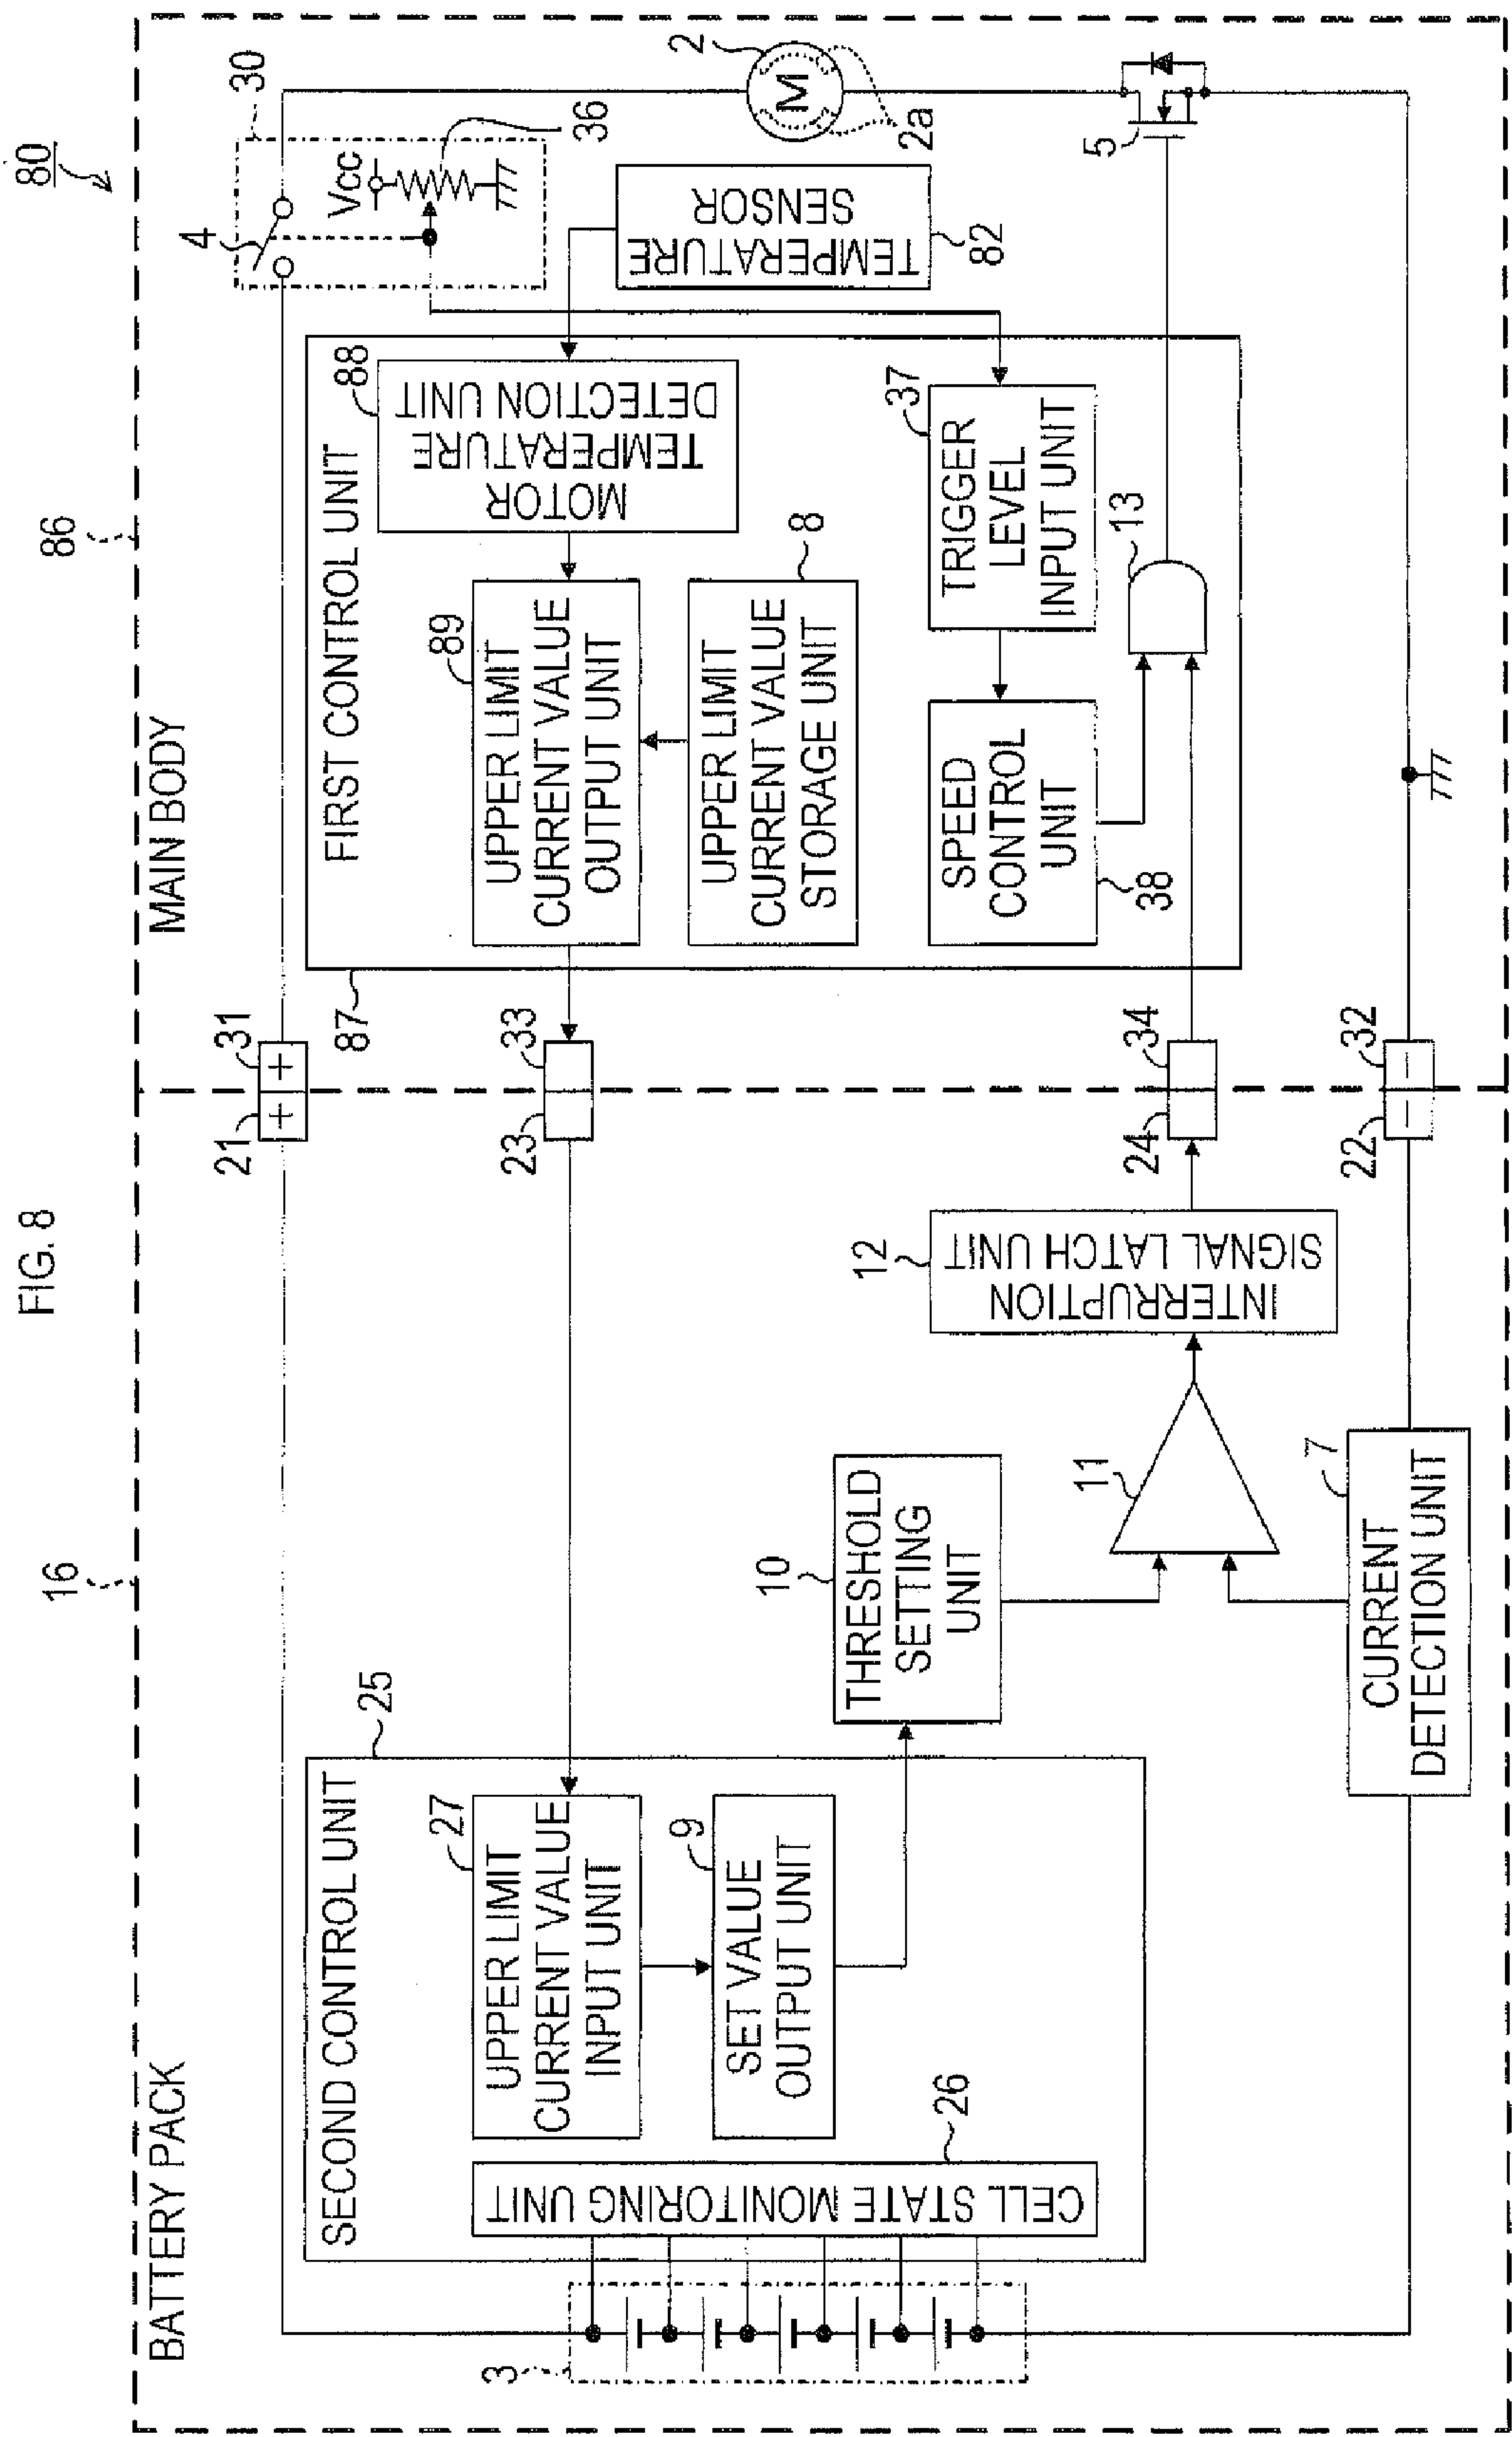 FIG. 8
80
16
86
BATTERY PACK
MAIN BODY
21
+
+
31
30
4
Vcc
36
2
M
2a
5
SECOND CONTROL UNIT
25
27
UPPER LIMIT
CURRENT VALUE
INPUT UNIT
9
SET VALUE
OUTPUT UNIT
26
CELL STATE MONITORING UNIT
3
10
THRESHOLD
SETTING
UNIT
11
12
INTERRUPTION
SIGNAL LATCH UNIT
7
CURRENT
DETECTION UNIT
23
33
24
34
22
−
−
32
87
FIRST CONTROL UNIT
89
UPPER LIMIT
CURRENT VALUE
OUTPUT UNIT
88
MOTOR
TEMPERATURE
DETECTION UNIT
8
UPPER LIMIT
CURRENT VALUE
STORAGE UNIT
TEMPERATURE
SENSOR
82
37
TRIGGER
LEVEL
INPUT UNIT
SPEED
CONTROL
UNIT
38
13